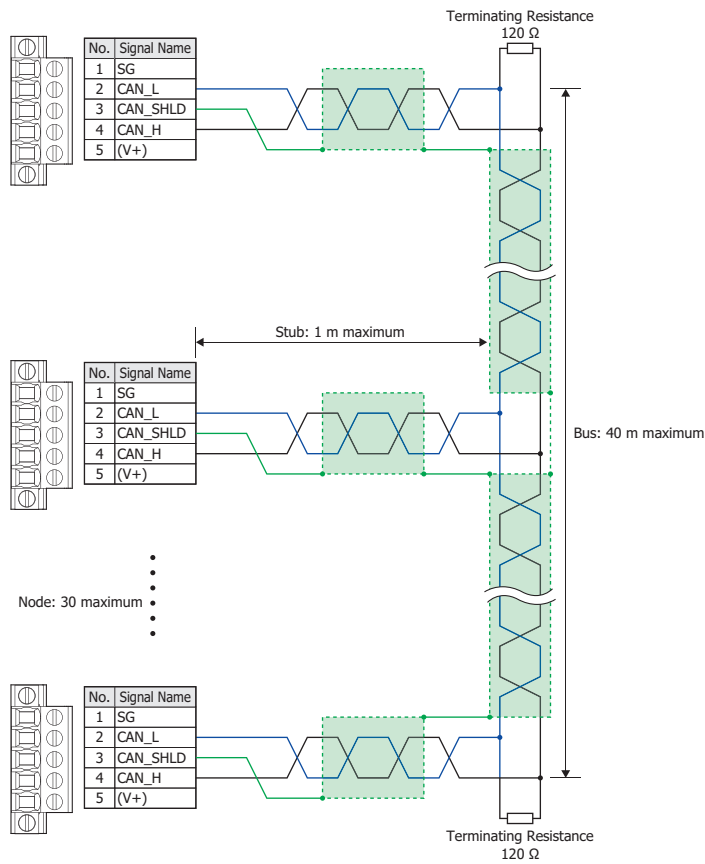 Terminating Resistance
120 Ω
No. Signal Name
1 SG
2 CAN_L
3 CAN_SHLD
4 CAN_H
5 (V+)
Stub: 1 m maximum
No. Signal Name
1 SG
2 CAN_L
3 CAN_SHLD
4 CAN_H
5 (V+)
Bus: 40 m maximum
Node: 30 maximum
No. Signal Name
1 SG
2 CAN_L
3 CAN_SHLD
4 CAN_H
5 (V+)
Terminating Resistance
120 Ω